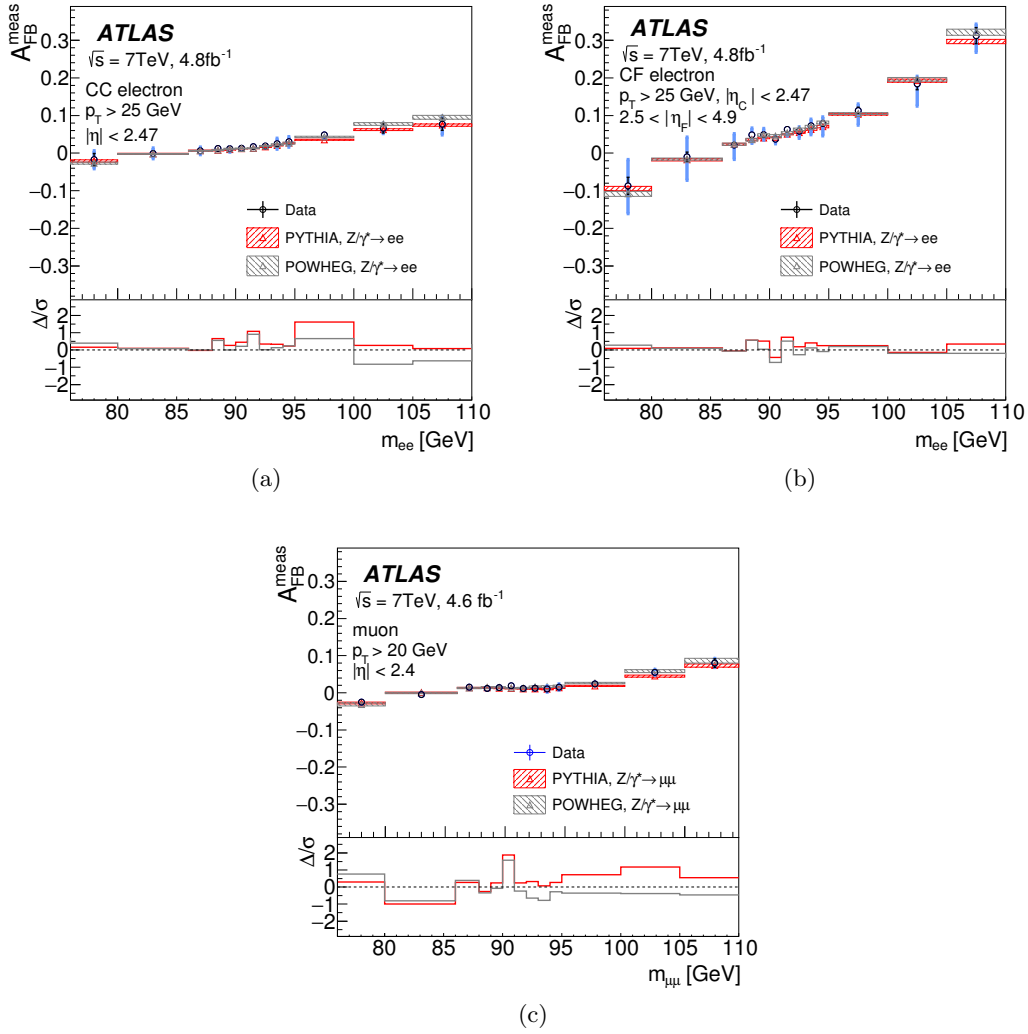 A_FB^meas
ATLAS
√s = 7TeV, 4.8fb⁻¹
CC electron
p_T > 25 GeV
|η| < 2.47
0.3
0.2
0.1
0
−0.1
−0.2
−0.3
Data
PYTHIA, Z/γ*→ ee
POWHEG, Z/γ*→ ee
Δ/σ
2
1
0
−1
−2
80 85 90 95 100 105 110
m_ee [GeV]
(a)
A_FB^meas
ATLAS
√s = 7TeV, 4.8fb⁻¹
CF electron
p_T > 25 GeV, |η_C| < 2.47
2.5 < |η_F| < 4.9
0.3
0.2
0.1
0
−0.1
−0.2
−0.3
Data
PYTHIA, Z/γ*→ ee
POWHEG, Z/γ*→ ee
Δ/σ
2
1
0
−1
−2
80 85 90 95 100 105 110
m_ee [GeV]
(b)
A_FB^meas
ATLAS
√s = 7TeV, 4.6 fb⁻¹
muon
p_T > 20 GeV
|η| < 2.4
0.3
0.2
0.1
0
−0.1
−0.2
−0.3
Data
PYTHIA, Z/γ*→ μμ
POWHEG, Z/γ*→ μμ
Δ/σ
2
1
0
−1
−2
80 85 90 95 100 105 110
m_μμ [GeV]
(c)